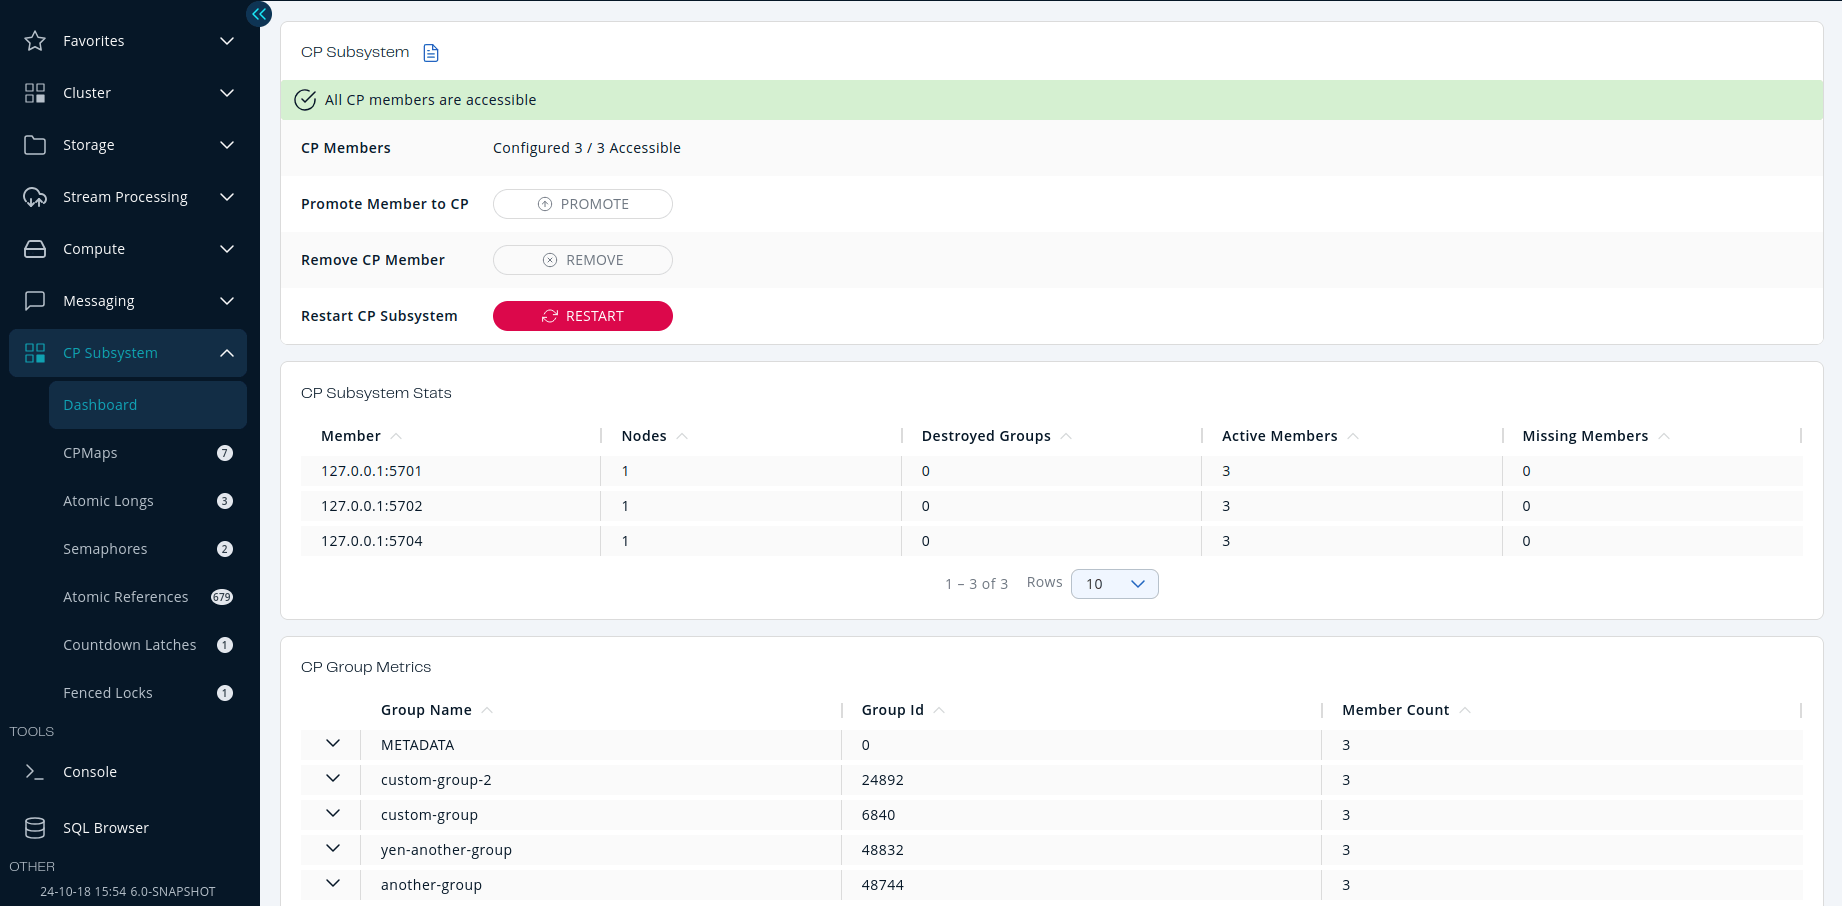 Favorites
Cluster
Storage
Stream Processing
Compute
Messaging
CP Subsystem
Dashboard
CPMaps 7
Atomic Longs 3
Semaphores 2
Atomic References 679
Countdown Latches 1
Fenced Locks 1
TOOLS
Console
SQL Browser
OTHER
24-10-18 15:54 6.0-SNAPSHOT
CP Subsystem
All CP members are accessible
CP Members Configured 3 / 3 Accessible
Promote Member to CP PROMOTE
Remove CP Member REMOVE
Restart CP Subsystem RESTART
CP Subsystem Stats
Member Nodes Destroyed Groups Active Members Missing Members
127.0.0.1:5701 1 0 3 0
127.0.0.1:5702 1 0 3 0
127.0.0.1:5704 1 0 3 0
1 – 3 of 3 Rows 10
CP Group Metrics
Group Name Group Id Member Count
METADATA 0 3
custom-group-2 24892 3
custom-group 6840 3
yen-another-group 48832 3
another-group 48744 3